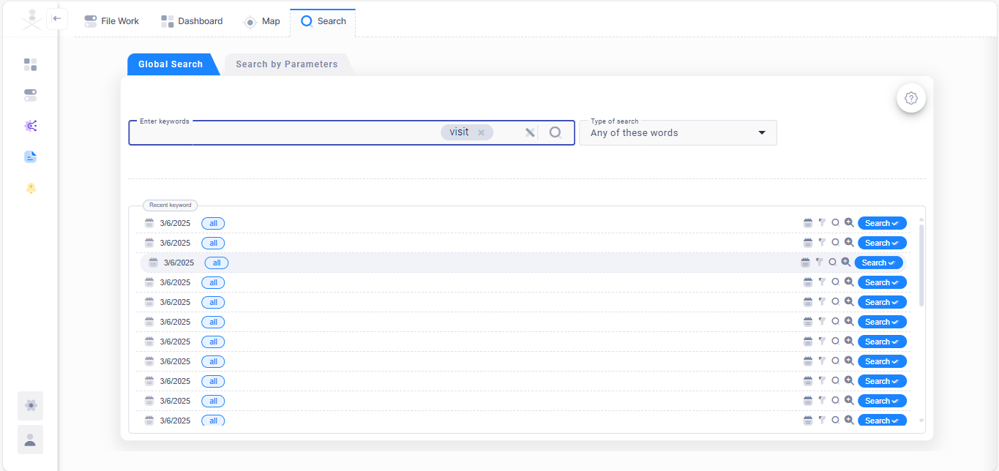 File Work Dashboard Map Search
Global Search Search by Parameters
Enter keywords Type of search
visit Any of these words
Recent keyword
3/6/2025 all Search
3/6/2025 all Search
3/6/2025 all Search
3/6/2025 all Search
3/6/2025 all Search
3/6/2025 all Search
3/6/2025 all Search
3/6/2025 all Search
3/6/2025 all Search
3/6/2025 all Search
3/6/2025 all Search